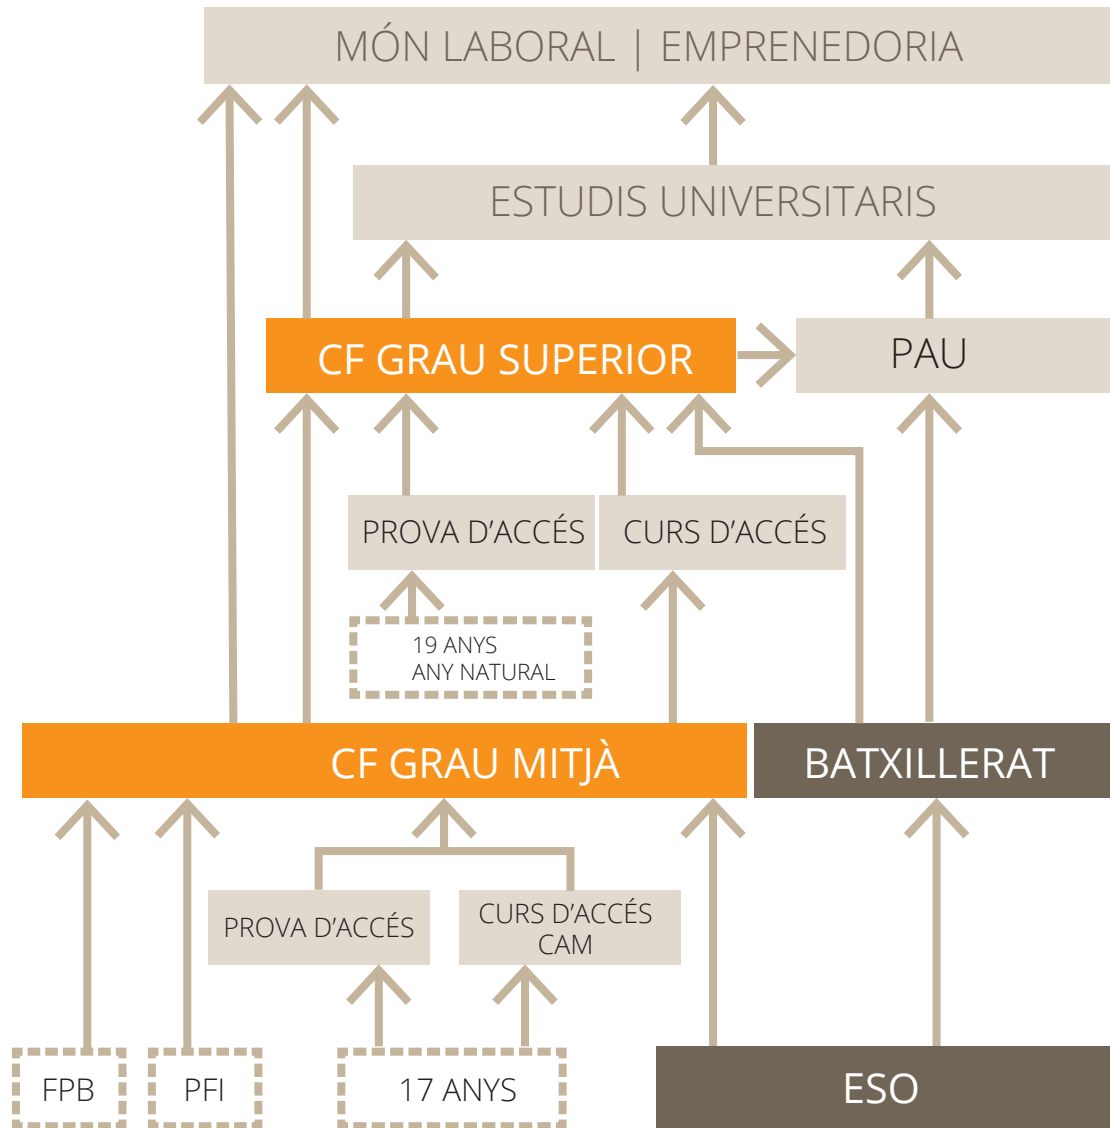 MÓN LABORAL | EMPRENEDORIA
ESTUDIS UNIVERSITARIS
CF GRAU SUPERIOR
PAU
PROVA D'ACCÉS
CURS D'ACCÉS
19 ANYS
ANY NATURAL
CF GRAU MITJÀ
BATXILLERAT
PROVA D'ACCÉS
CURS D'ACCÉS
CAM
FPB
PFI
17 ANYS
ESO